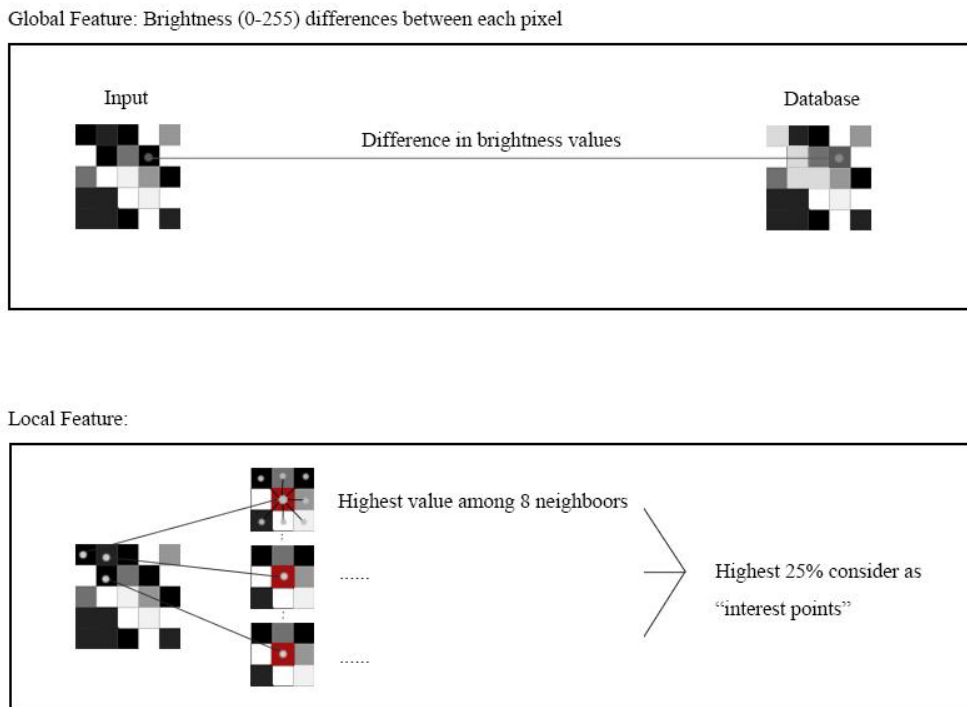 Global Feature: Brightness (0-255) differences between each pixel
Input
Database
Difference in brightness values
Local Feature:
Highest value among 8 neighboors
......
......
Highest 25% consider as
“interest points”